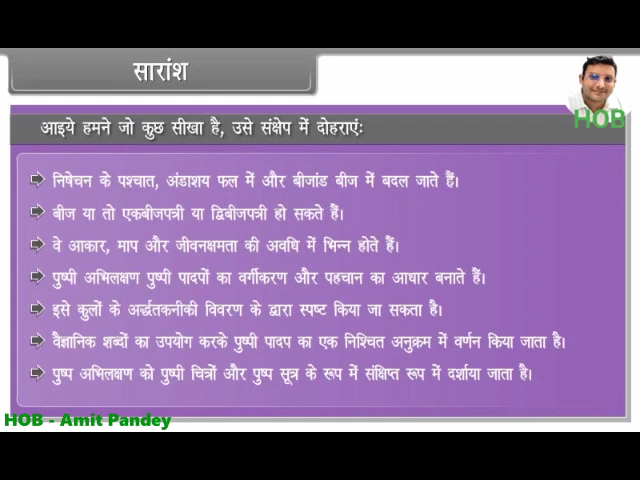 सारांश
HOB
आइये हमने जो कुछ सीखा है, उसे संक्षेप में दोहराएं:
निषेचन के पश्चात, अंडाशय फल में और बीजांड बीज में बदल जाते हैं।
बीज या तो एकबीजपत्री या द्विबीजपत्री हो सकते हैं।
वे आकार, माप और जीवनक्षमता की अवधि में भिन्न होते हैं।
पुष्पी अभिलक्षण पुष्पी पादपों का वर्गीकरण और पहचान का आधार बनाते हैं।
इसे कुलों के अर्द्धतकनीकी विवरण के द्वारा स्पष्ट किया जा सकता है।
वैज्ञानिक शब्दों का उपयोग करके पुष्पी पादप का एक निश्चित अनुक्रम में वर्णन किया जाता है।
पुष्प अभिलक्षण को पुष्पी चित्रों और पुष्प सूत्र के रूप में संक्षिप्त रूप में दर्शाया जाता है।
HOB - Amit Pandey